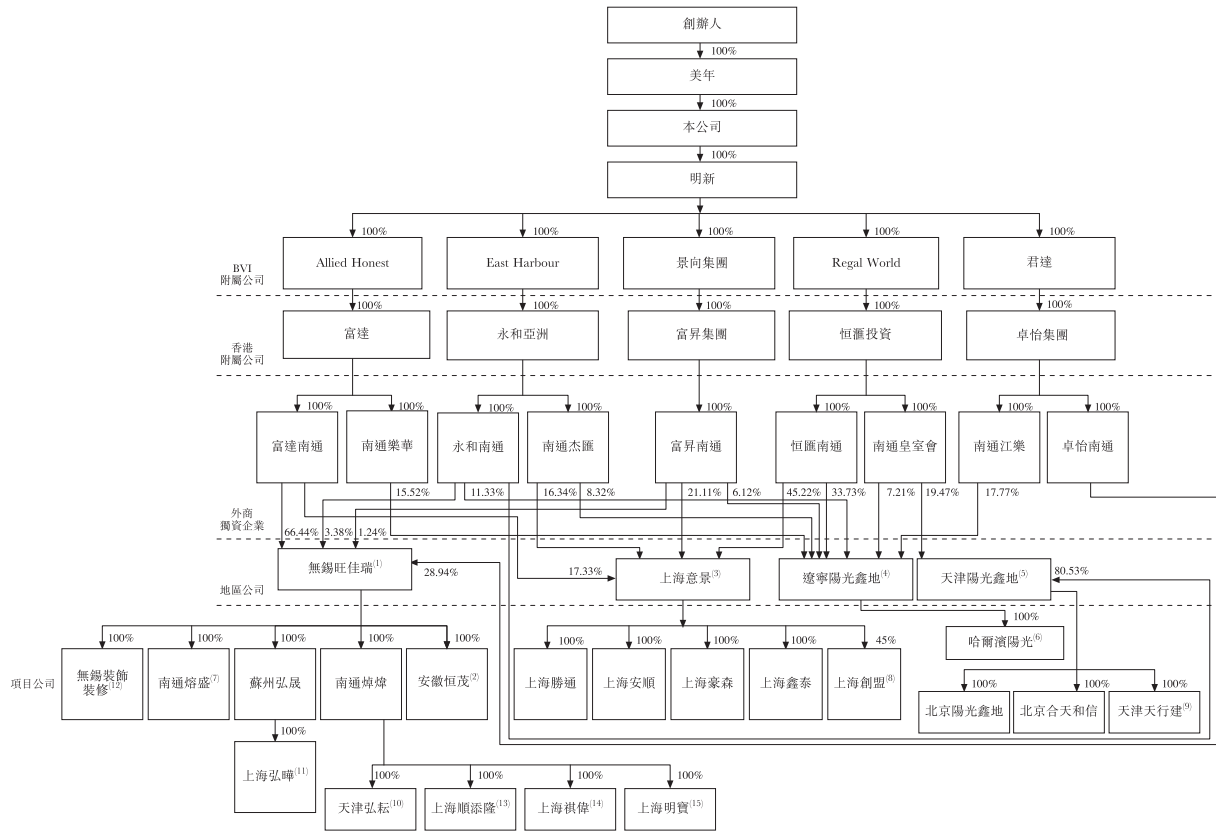 創辦人
100%
美年
100%
本公司
100%
明新
100% 100% 100% 100% 100%
BVI
附屬公司
Allied Honest East Harbour 景向集團 Regal World 君達
100% 100% 100% 100% 100%
香港
附屬公司
富達 永和亞洲 富昇集團 恒滙投資 卓怡集團
100% 100% 100% 100% 100% 100% 100% 100% 100%
富達南通 南通樂華 永和南通 南通杰匯 富昇南通 恒匯南通 南通皇室會 南通江樂 卓怡南通
15.52% 11.33% 16.34% 8.32% 21.11% 6.12% 45.22% 33.73% 7.21% 19.47% 17.77%
外商
獨資企業
66.44% 3.38% 1.24%
無錫旺佳瑞(1) 28.94% 17.33% 上海意景(3) 遼寧陽光鑫地(4) 天津陽光鑫地(5) 80.53%
地區公司
100%
哈爾濱陽光(6)
100% 100% 100% 100% 100% 100% 100% 100% 100% 45%
項目公司
無錫裝飾
裝修(12)
南通熔盛(7) 蘇州弘晟 南通焯煒 安徽恒茂(2) 上海勝通 上海安順 上海豪森 上海鑫泰 上海創盟(8)
100% 100% 100%
北京陽光鑫地 北京合天和信 天津天行建(9)
100%
上海弘曄(11)
100% 100% 100% 100%
天津弘耘(10) 上海順添隆(13) 上海祺偉(14) 上海明寶(15)